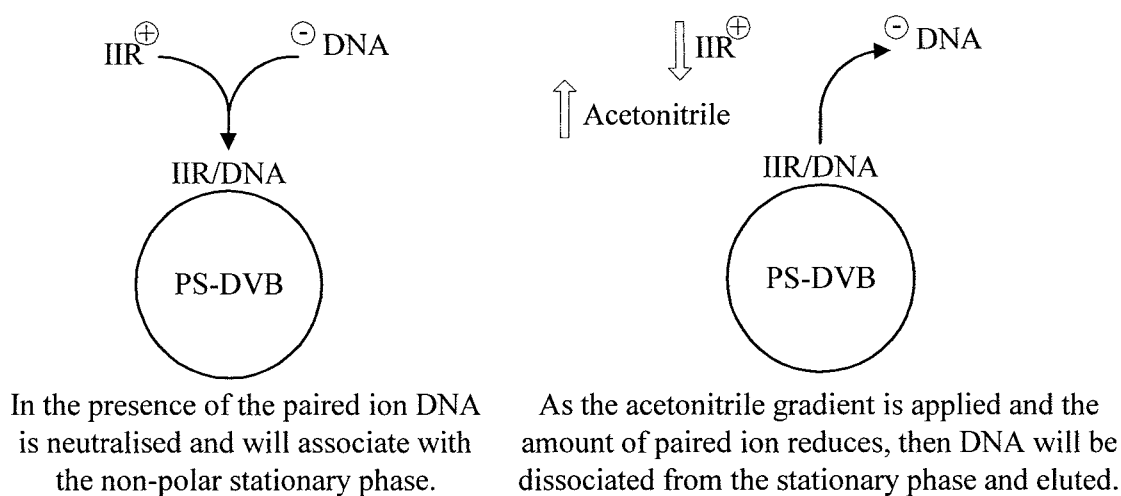 IIR⊕
⊖ DNA
IIR/DNA
PS-DVB
In the presence of the paired ion DNA
is neutralised and will associate with
the non-polar stationary phase.
IIR⊕
⊖ DNA
Acetonitrile
IIR/DNA
PS-DVB
As the acetonitrile gradient is applied and the
amount of paired ion reduces, then DNA will be
dissociated from the stationary phase and eluted.